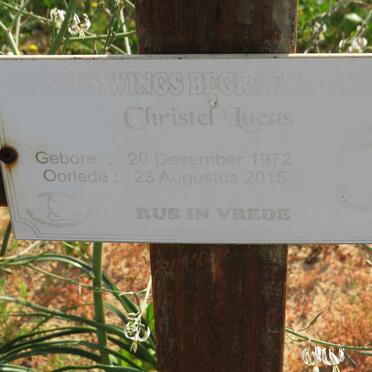 WINGS
Christel Lucas
Gebore : 20 Desember 1972
Oorlede : 23 Augustus 2015
RUS IN VREDE